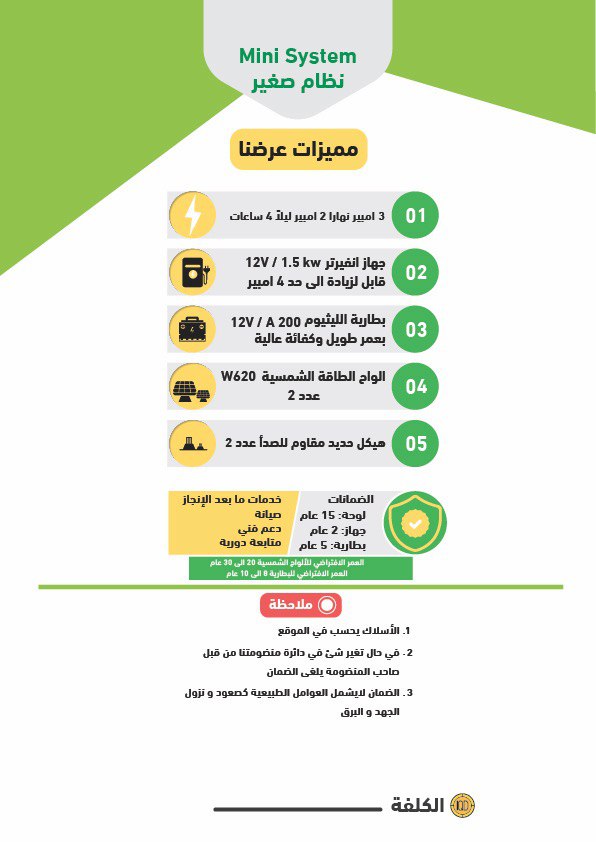 Mini System
نظام صغير
مميزات عرضنا
01
3 امبير نهارا 2 امبير ليلاً 4 ساعات
02
جهاز انفيرتر 12V / 1.5 kw
قابل لزيادة الى حد 4 امبير
03
بطارية الليثيوم 200 12V / A
بعمر طويل وكفائة عالية
04
الواح الطاقة الشمسية W620
عدد 2
05
هيكل حديد مقاوم للصدأ عدد 2
الضمانات
لوحة: 15 عام
جهاز: 2 عام
بطارية: 5 عام
خدمات ما بعد الإنجاز
صيانة
دعم فني
متابعة دورية
العمر الافتراضي للألواح الشمسية 20 الى 30 عام
العمر الافتراضي للبطارية 8 الى 10 عام
ملاحظة
1. الأسلاك يحسب في الموقع
2. في حال تغير شئ في دائرة منضومتنا من قبل
صاحب المنضومة يلغى الضمان
3. الضمان لايشمل العوامل الطبيعية كصعود و نزول
الجهد و البرق
الكلفة
IQD